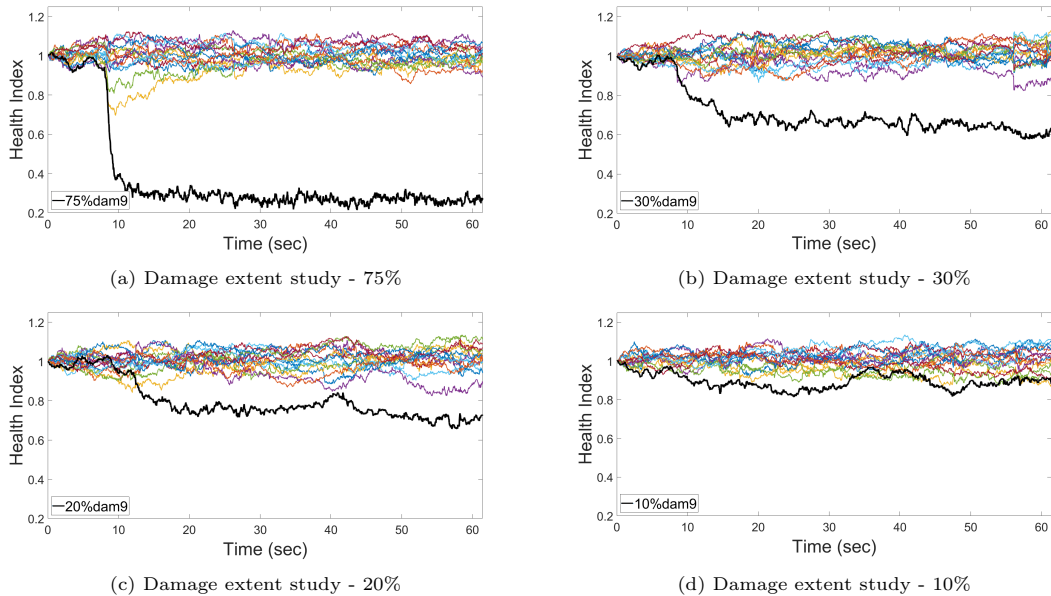 1.2
1
0.8
0.6
0.4
0.2
Health Index
75%dam9
0 10 20 30 40 50 60
Time (sec)
(a) Damage extent study - 75%
1.2
1
0.8
0.6
0.4
0.2
Health Index
30%dam9
0 10 20 30 40 50 60
Time (sec)
(b) Damage extent study - 30%
1.2
1
0.8
0.6
0.4
0.2
Health Index
20%dam9
0 10 20 30 40 50 60
Time (sec)
(c) Damage extent study - 20%
1.2
1
0.8
0.6
0.4
0.2
Health Index
10%dam9
0 10 20 30 40 50 60
Time (sec)
(d) Damage extent study - 10%